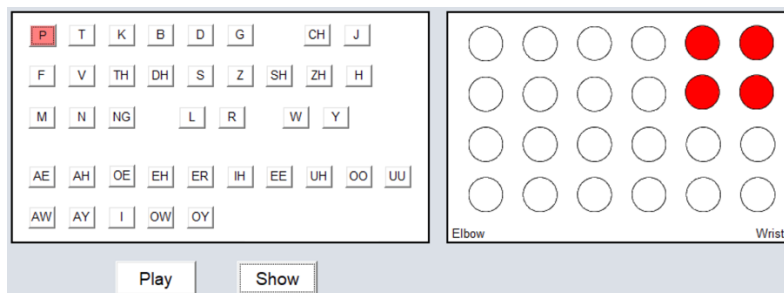 P T K B D G CH J
F V TH DH S Z SH ZH H
M N NG L R W Y
AE AH OE EH ER IH EE UH OO UU
AW AY I OW OY
Elbow Wrist
Play Show